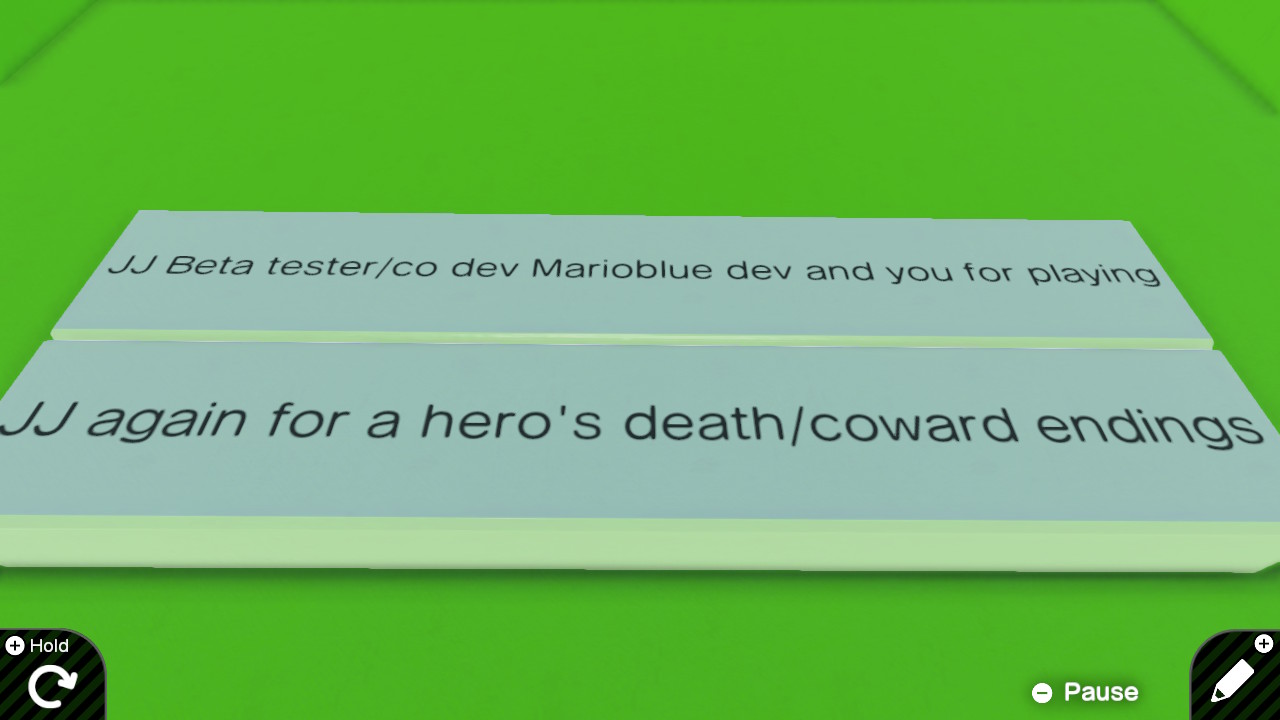 JJ Beta tester/co dev Marioblue dev and you for playing
JJ again for a hero's death/coward endings
Hold
Pause